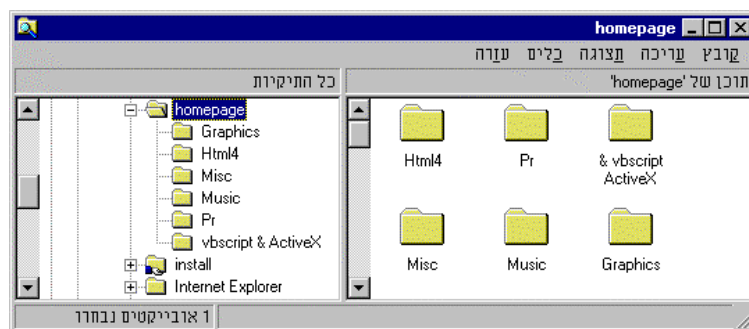 homepage
קובץ עריכה תצוגה כלים עזרה
כל התיקיות
תוכן של 'homepage'
homepage
Graphics
Html4
Misc
Music
Pr
vbscript & ActiveX
install
Internet Explorer
Html4 Pr & vbscript
ActiveX
Misc Music Graphics
1 אובייקטים נבחרו